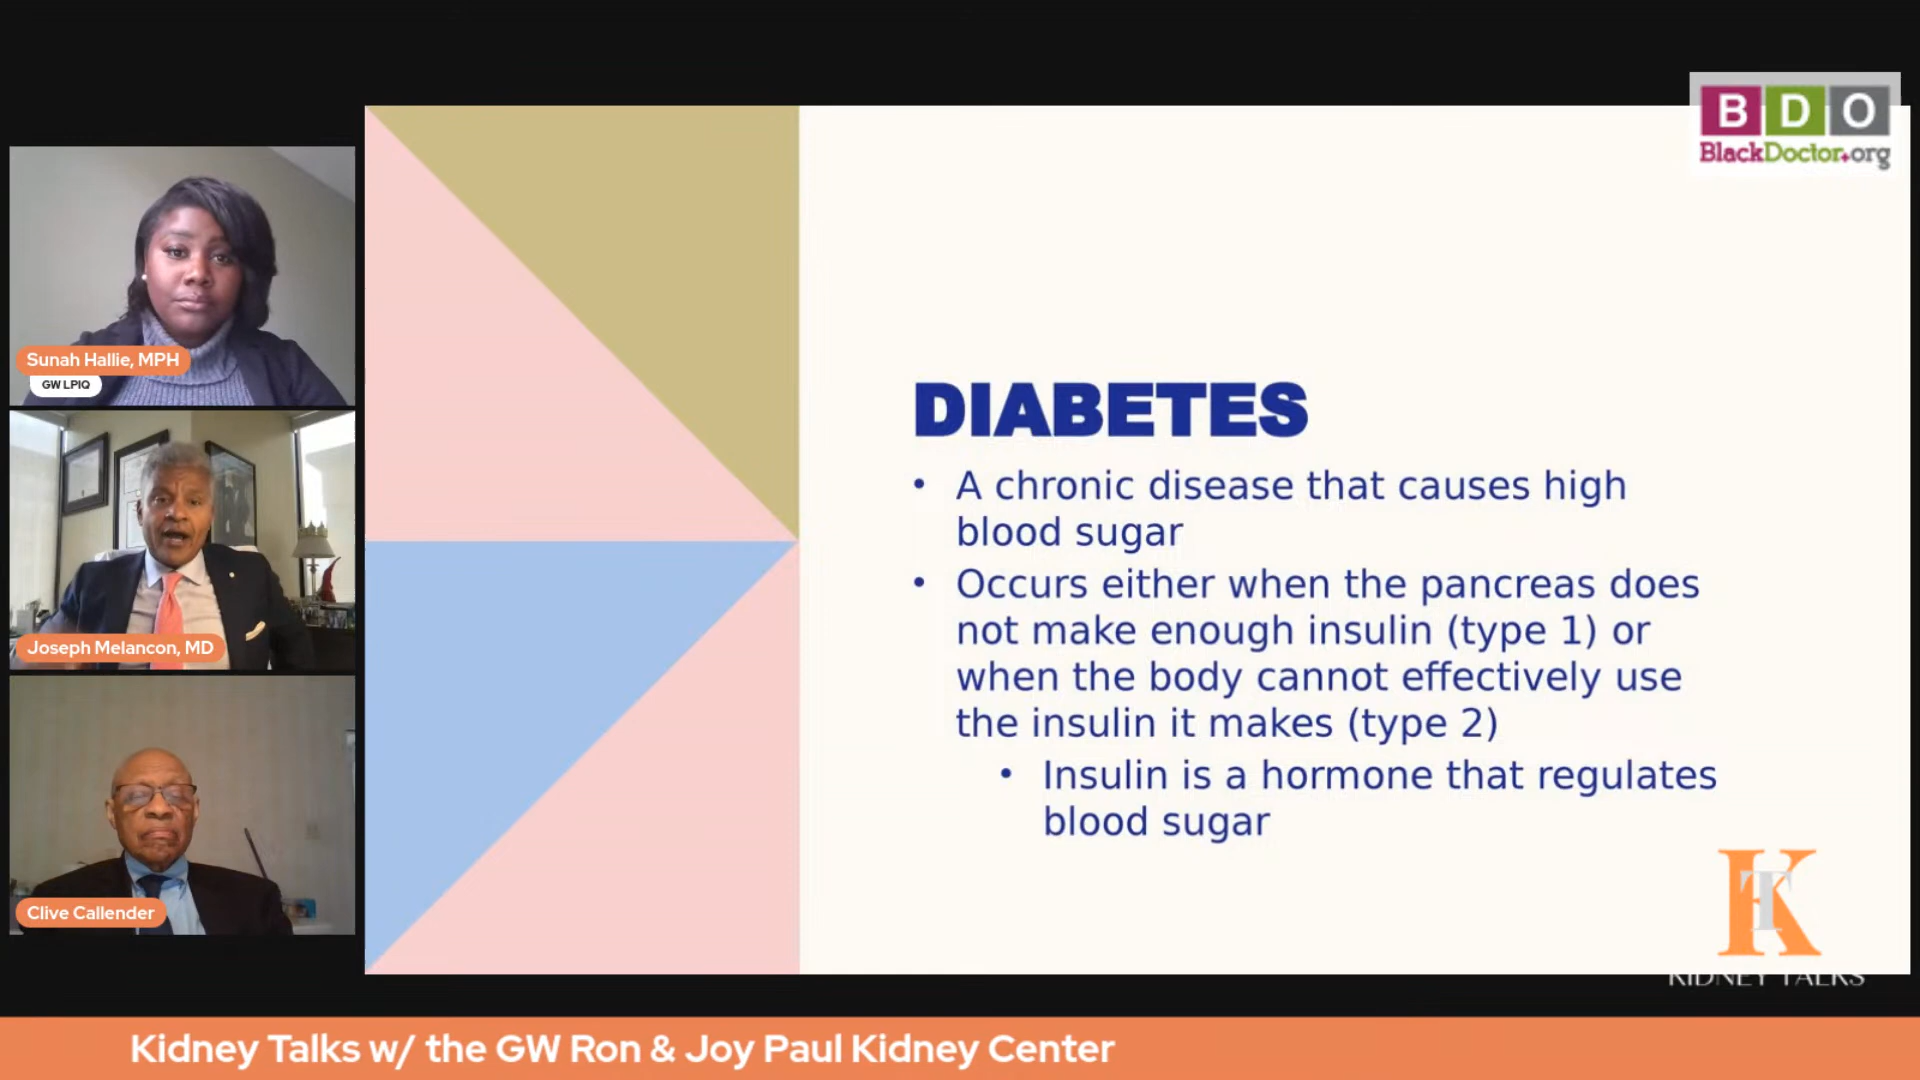 B D O
BlackDoctor.org
Sunah Hallie, MPH
GW LPIQ
Joseph Melancon, MD
Clive Callender
DIABETES
• A chronic disease that causes high
blood sugar
• Occurs either when the pancreas does
not make enough insulin (type 1) or
when the body cannot effectively use
the insulin it makes (type 2)
• Insulin is a hormone that regulates
blood sugar
KT
KIDNEY TALKS
Kidney Talks w/ the GW Ron & Joy Paul Kidney Center